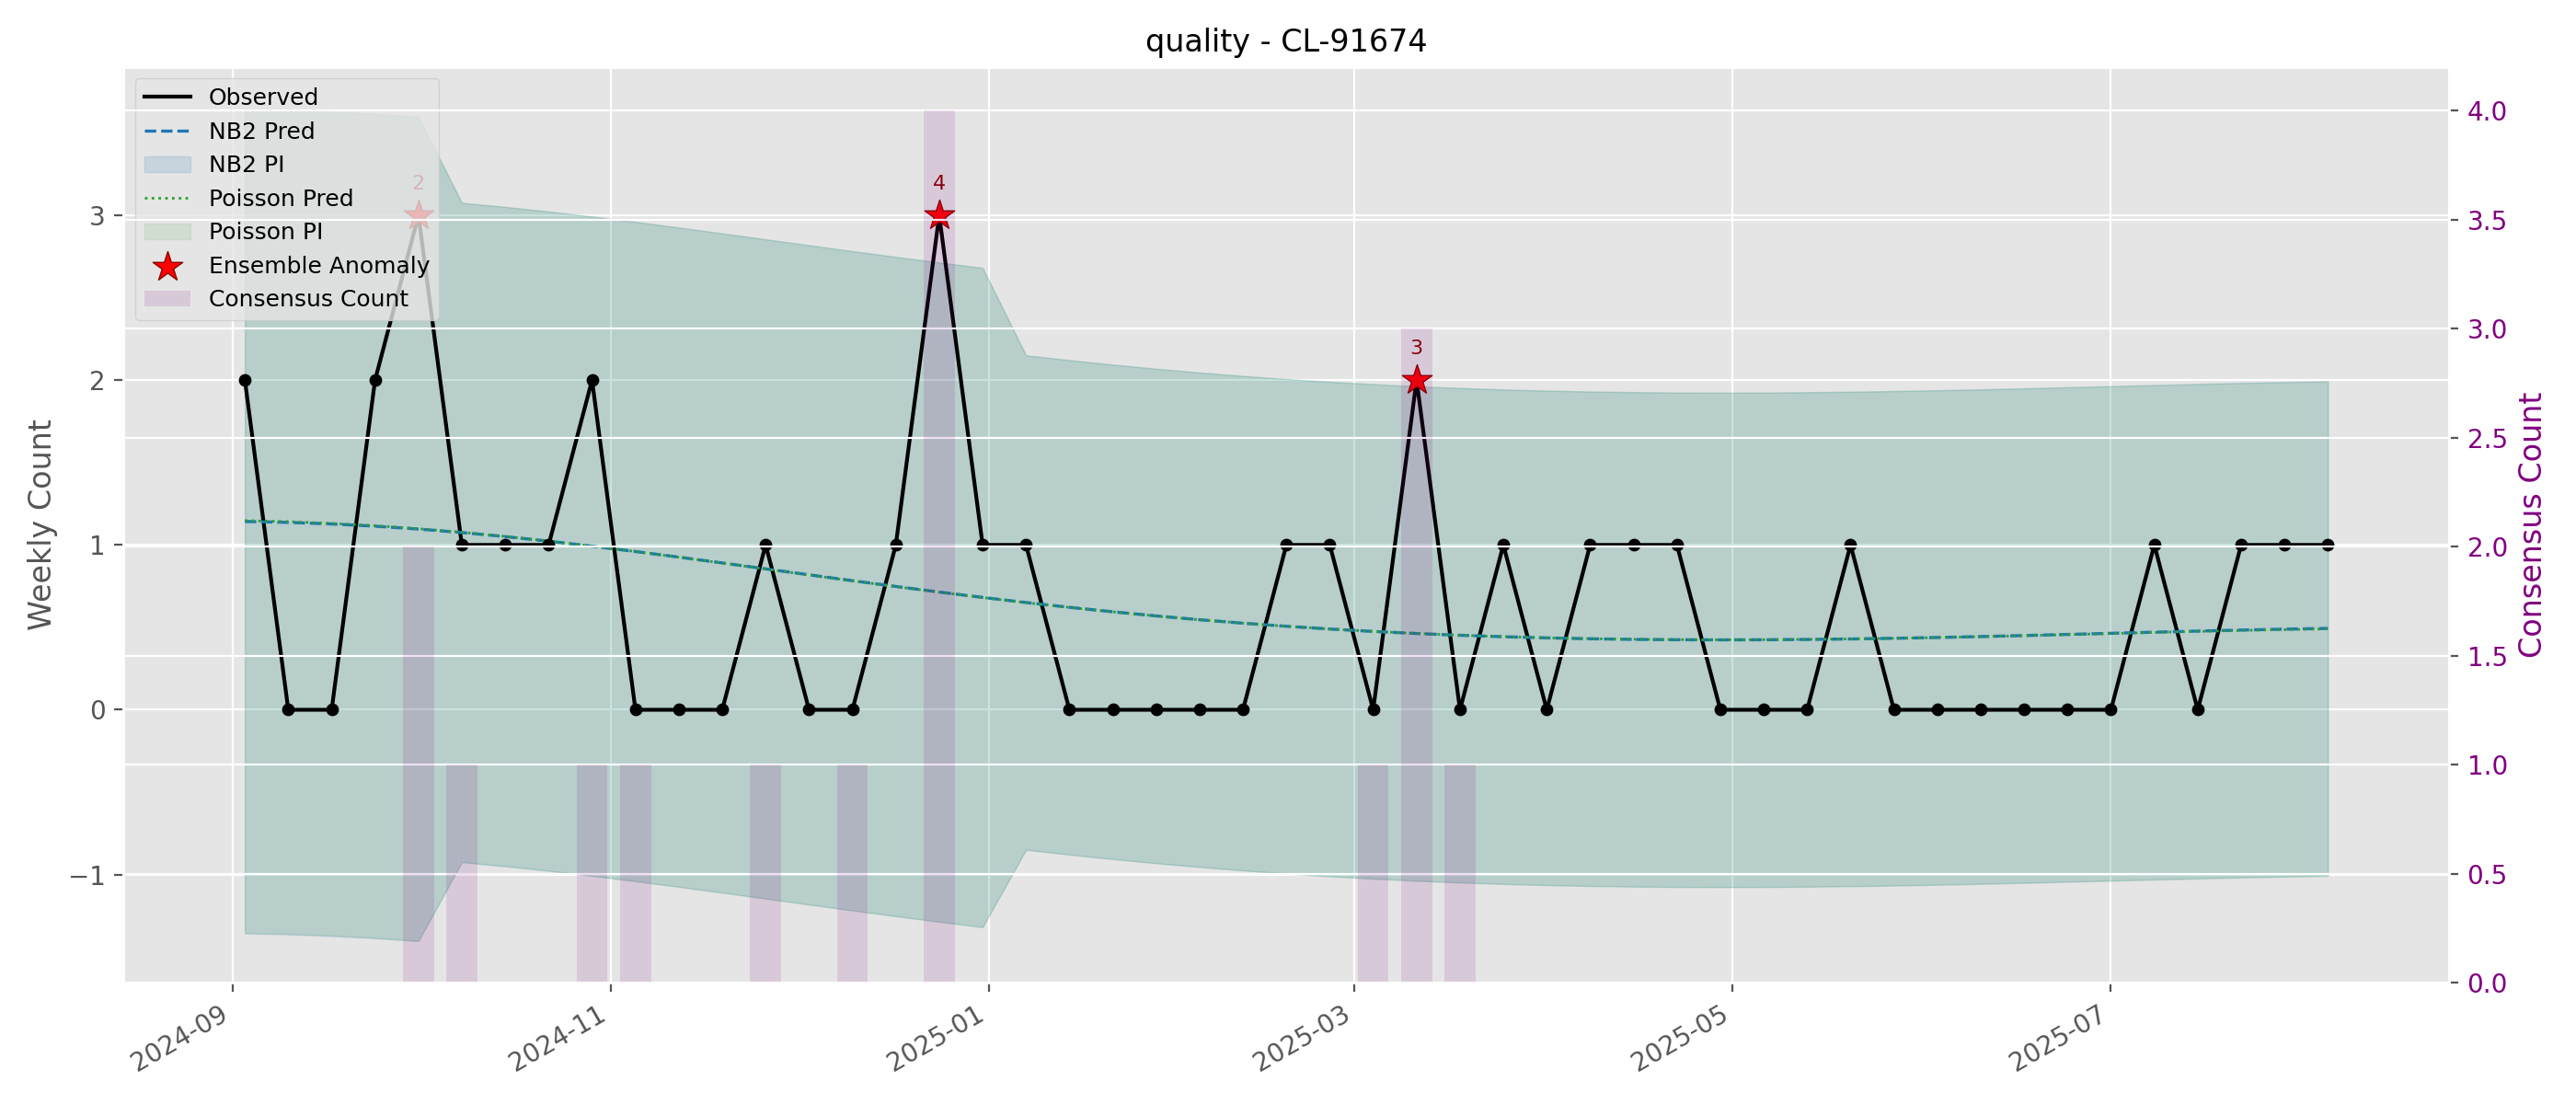 quality - CL-91674
Observed
NB2 Pred
NB2 PI
Poisson Pred
Poisson PI
Ensemble Anomaly
Consensus Count
2
4
3
Weekly Count
3
2
1
0
−1
4.0
3.5
3.0
2.5
2.0
1.5
1.0
0.5
0.0
Consensus Count
2024-09
2024-11
2025-01
2025-03
2025-05
2025-07